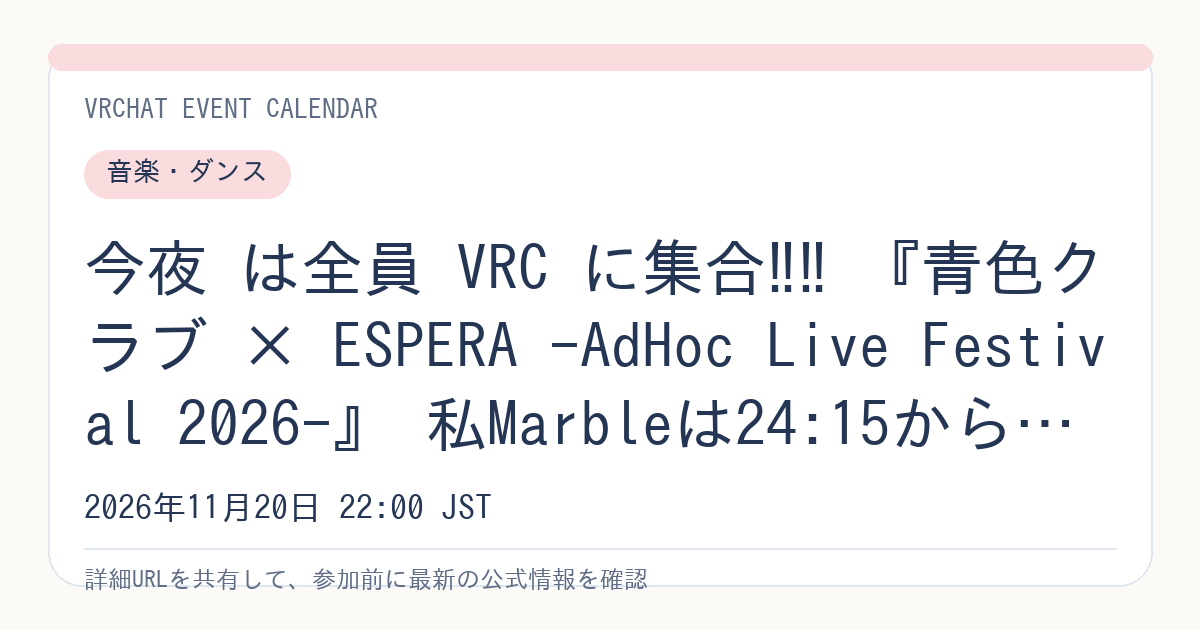 VRCHAT EVENT CALENDAR
音楽・ダンス
今夜 は全員 VRC に集合‼‼ 『青色ク
ラブ × ESPERA −AdHoc Live Festiv
al 2026−』 私Marbleは24:15から…
2026年11月20日 22:00 JST
詳細URLを共有して、参加前に最新の公式情報を確認